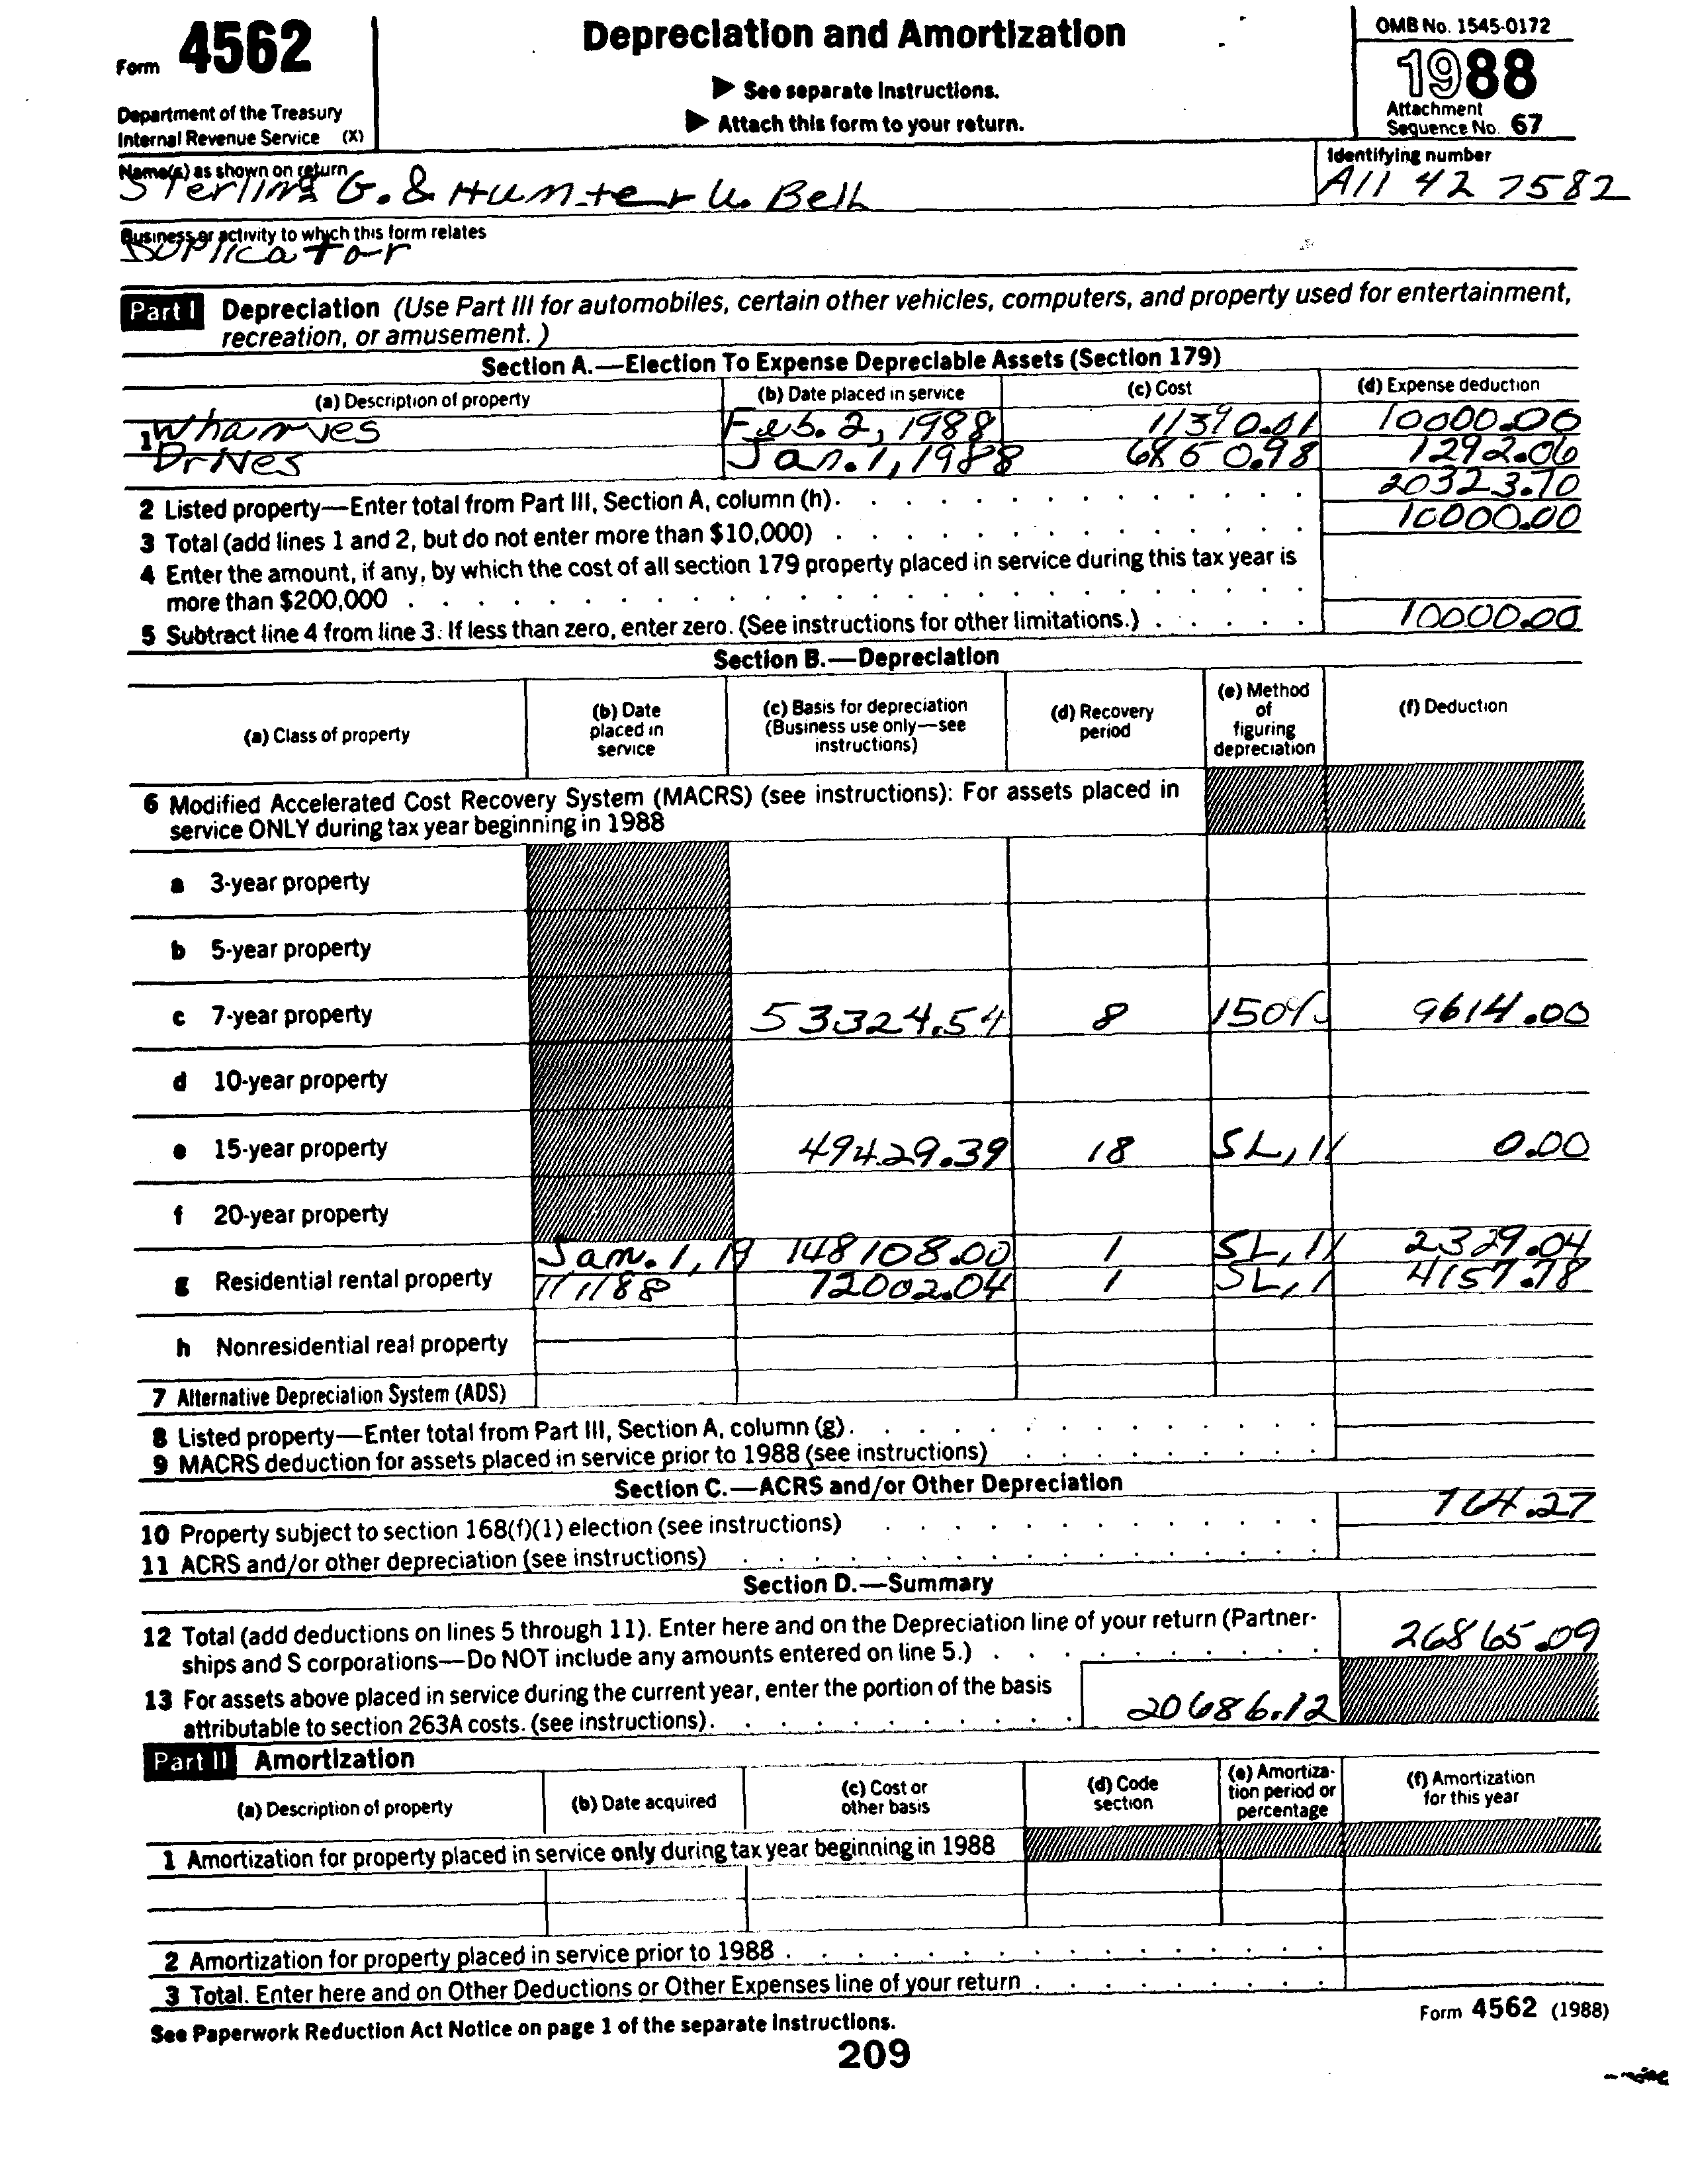 Form 4562
Department of the Treasury
Internal Revenue Service (X)
Depreciation and Amortization
▶ See separate instructions.
▶ Attach this form to your return.
OMB No. 1545-0172
1988
Attachment
Sequence No. 67
Name(s) as shown on return
Sterling G. & Hunter U. Bell
Identifying number
A11 42 7582
Business or activity to which this form relates
Duplicator
Part I Depreciation (Use Part III for automobiles, certain other vehicles, computers, and property used for entertainment,
recreation, or amusement.)
Section A.—Election To Expense Depreciable Assets (Section 179)
(a) Description of property (b) Date placed in service (c) Cost (d) Expense deduction
1 Wharves Feb. 2, 1988 11390.61 10000.00
Drives Jan. 1, 1988 6860.98 1292.06
2 Listed property—Enter total from Part III, Section A, column (h). 20323.70
3 Total (add lines 1 and 2, but do not enter more than $10,000) 10000.00
4 Enter the amount, if any, by which the cost of all section 179 property placed in service during this tax year is
more than $200,000
5 Subtract line 4 from line 3. If less than zero, enter zero. (See instructions for other limitations.) 10000.00
Section B.—Depreciation
(a) Class of property (b) Date placed in service (c) Basis for depreciation (Business use only—see instructions) (d) Recovery period (e) Method of figuring depreciation (f) Deduction
6 Modified Accelerated Cost Recovery System (MACRS) (see instructions): For assets placed in
service ONLY during tax year beginning in 1988
a 3-year property
b 5-year property
c 7-year property 53324.54 8 150% 9614.00
d 10-year property
e 15-year property 49429.39 18 SL, 11 0.00
f 20-year property
Jan. 1, 19 148108.00 1 SL, 11 2329.04
g Residential rental property 1/1/88 72002.04 1 SL, 1 4157.78
h Nonresidential real property
7 Alternative Depreciation System (ADS)
8 Listed property—Enter total from Part III, Section A, column (g).
9 MACRS deduction for assets placed in service prior to 1988 (see instructions)
Section C.—ACRS and/or Other Depreciation
10 Property subject to section 168(f)(1) election (see instructions) 764.27
11 ACRS and/or other depreciation (see instructions)
Section D.—Summary
12 Total (add deductions on lines 5 through 11). Enter here and on the Depreciation line of your return (Partner-
ships and S corporations—Do NOT include any amounts entered on line 5.) 26865.09
13 For assets above placed in service during the current year, enter the portion of the basis
attributable to section 263A costs. (see instructions). 20686.12
Part II Amortization
(a) Description of property (b) Date acquired (c) Cost or other basis (d) Code section (e) Amortiza-tion period or percentage (f) Amortization for this year
1 Amortization for property placed in service only during tax year beginning in 1988
2 Amortization for property placed in service prior to 1988
3 Total. Enter here and on Other Deductions or Other Expenses line of your return
See Paperwork Reduction Act Notice on page 1 of the separate instructions.
Form 4562 (1988)
209